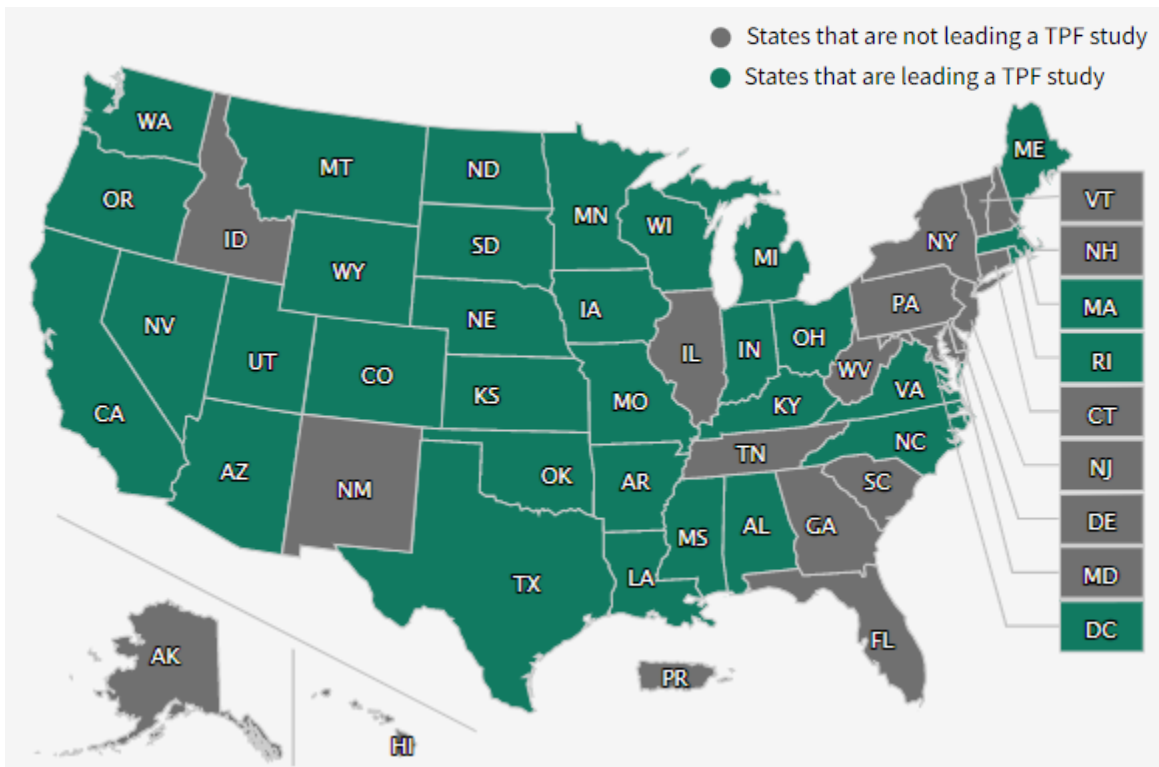 States that are not leading a TPF study
States that are leading a TPF study
WA
MT
ND
MN
ME
OR
ID
WY
SD
WI
MI
NY
VT
NH
MA
RI
CT
NJ
DE
MD
DC
NV
UT
CO
NE
IA
IL
IN
OH
PA
WV
VA
CA
AZ
NM
KS
MO
KY
NC
TN
OK
AR
SC
MS
AL
GA
TX
LA
FL
AK
HI
PR